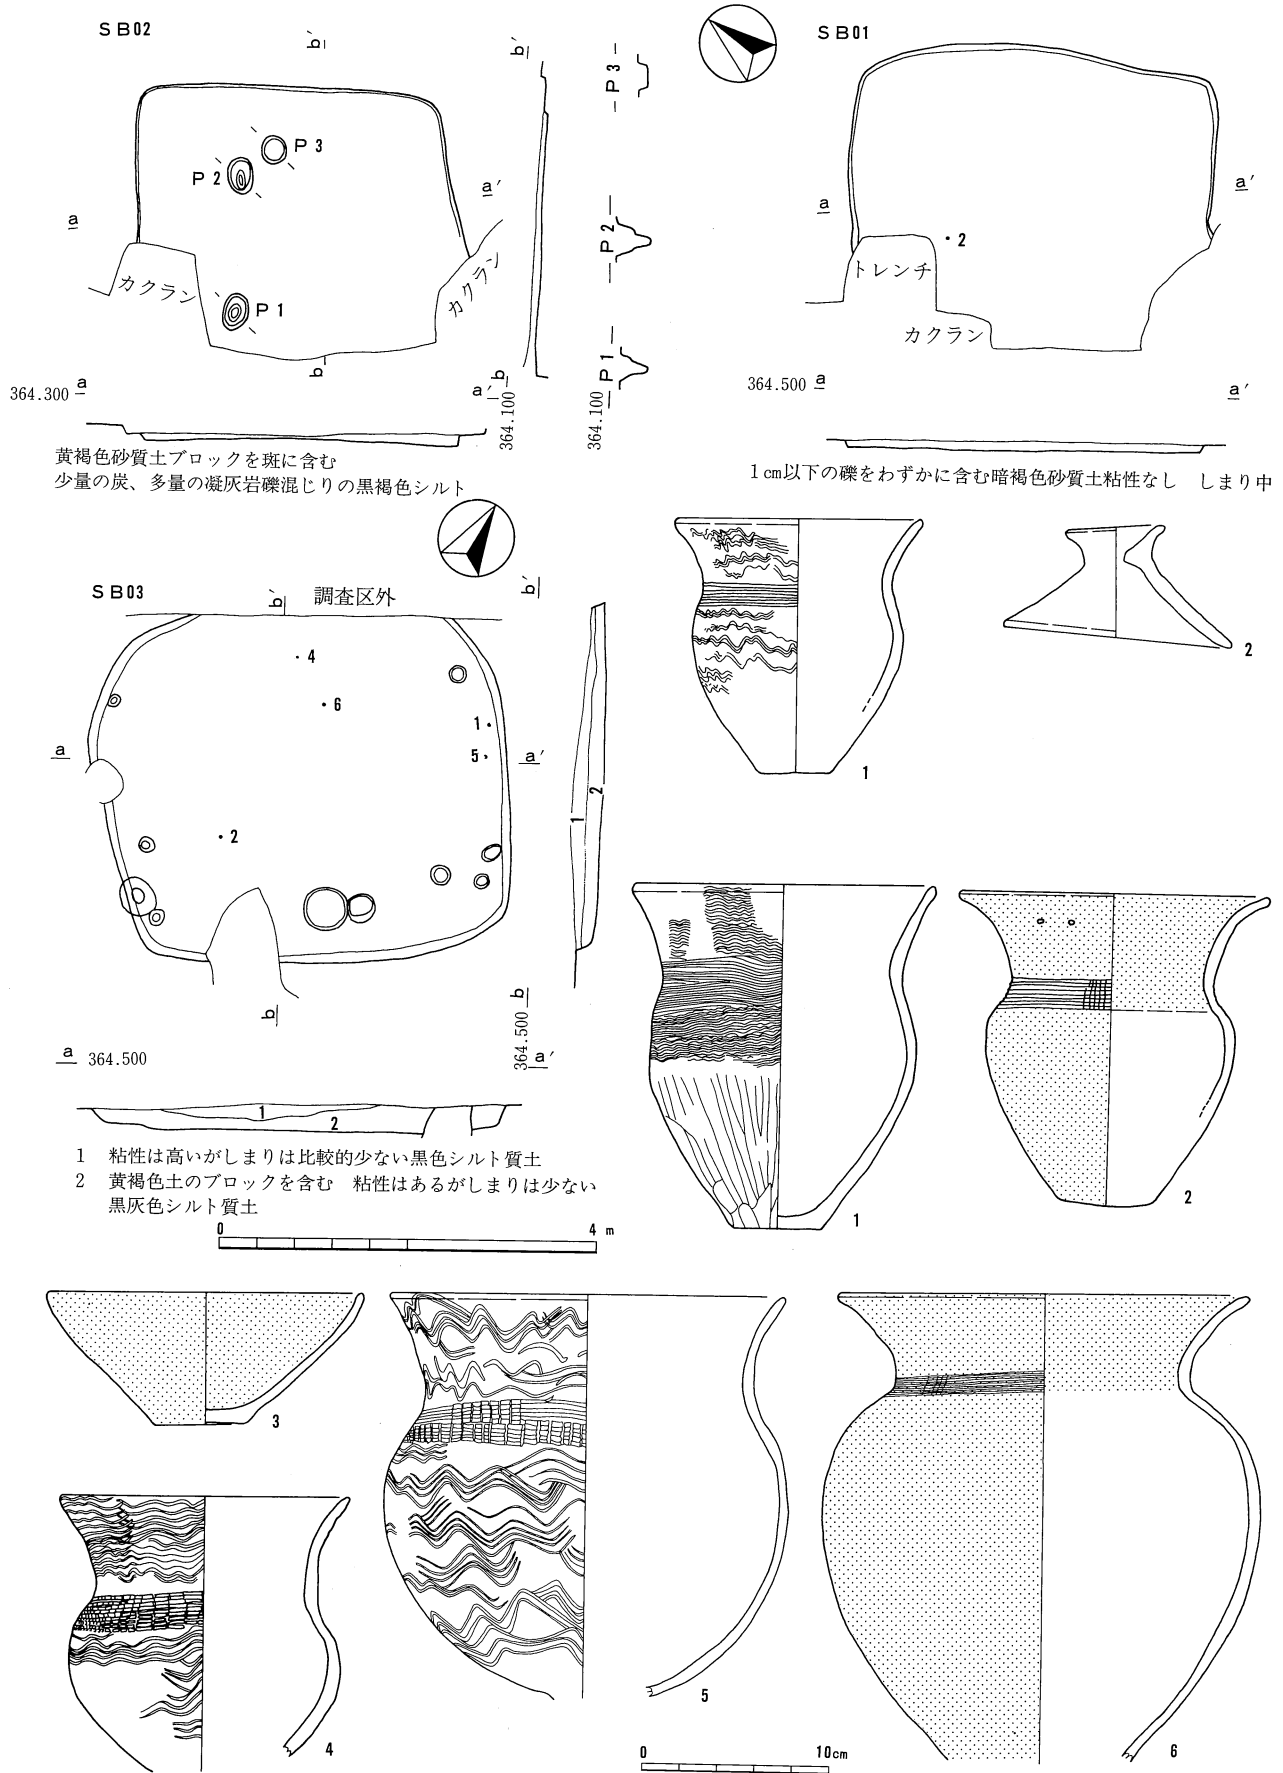 SB02
b'
P3
P2
a
a'
カクラン
P1
カクラン
b
364.300 a
a'
黄褐色砂質土ブロックを斑に含む
少量の炭、多量の凝灰岩礫混じりの黒褐色シルト
b'
b
364.100
P3
P2
P1
364.100
SB01
a
a'
2
トレンチ
カクラン
364.500 a
a'
1cm以下の礫をわずかに含む暗褐色砂質土粘性なし しまり中
1
2
SB03
b'
調査区外
4
6
1
5
a
a'
2
b
b'
1
2
364.500 b
a 364.500
a'
1
2
1 粘性は高いがしまりは比較的少ない黒色シルト質土
2 黄褐色土のブロックを含む 粘性はあるがしまりは少ない
黒灰色シルト質土
0 4m
1
2
3
4
5
6
0 10cm